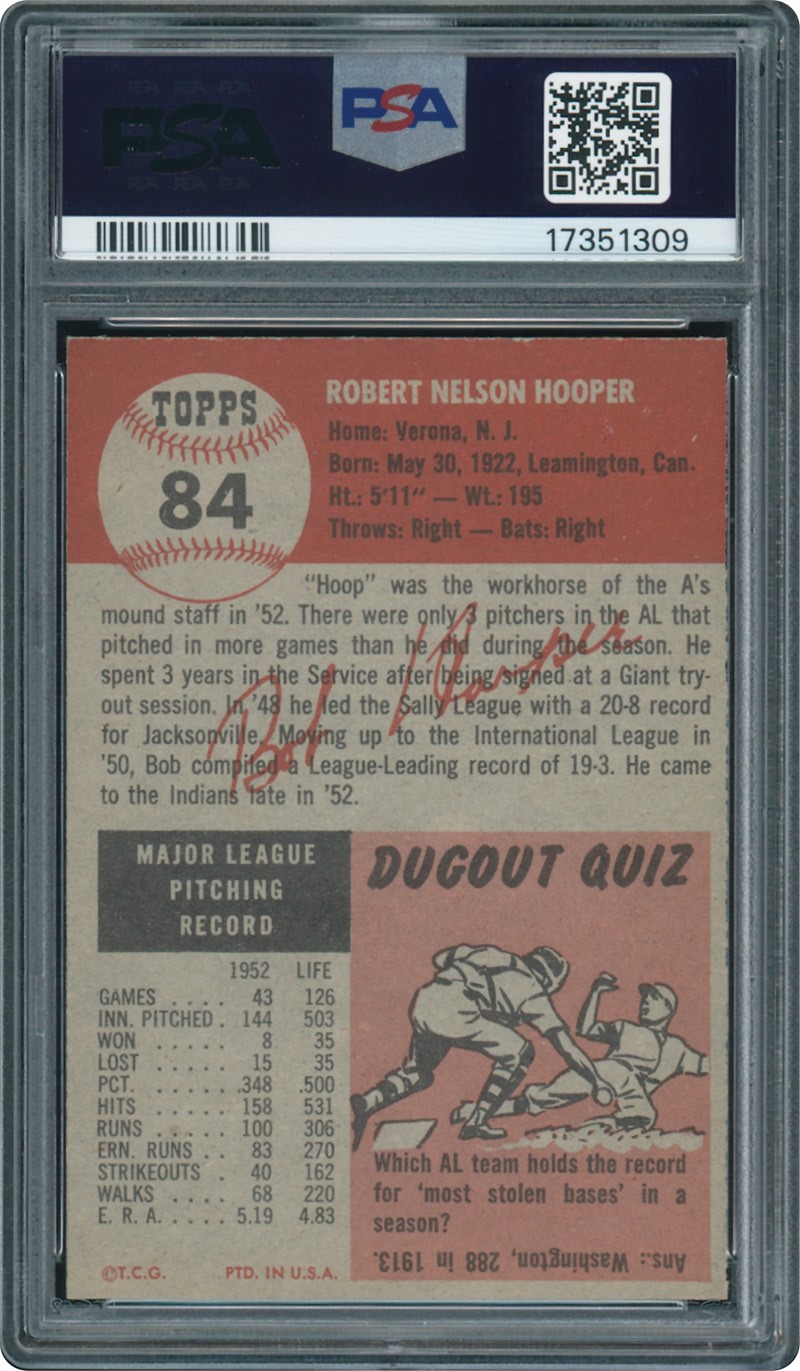 PSA PSA PSA
PSA
PSA
PSA PSA PSA
17351309
TOPPS
84
ROBERT NELSON HOOPER
Home: Verona, N. J.
Born: May 30, 1922, Leamington, Can.
Ht.: 5'11" — Wt.: 195
Throws: Right — Bats: Right
"Hoop" was the workhorse of the A's
mound staff in '52. There were only 3 pitchers in the AL that
pitched in more games than he did during the season. He
spent 3 years in the Service after being signed at a Giant try-
out session. In '48 he led the Sally League with a 20-8 record
for Jacksonville. Moving up to the International League in
'50, Bob compiled a League-Leading record of 19-3. He came
to the Indians late in '52.
Bob Hooper
MAJOR LEAGUE
PITCHING
RECORD
1952 LIFE
GAMES . . . . 43 126
INN. PITCHED . 144 503
WON . . . . . 8 35
LOST . . . . . 15 35
PCT. . . . . . .348 .500
HITS . . . . . 158 531
RUNS . . . . . 100 306
ERN. RUNS . . 83 270
STRIKEOUTS . 40 162
WALKS . . . . 68 220
E. R. A. . . . . 5.19 4.83
©T.C.G. PTD. IN U.S.A.
DUGOUT QUIZ
Which AL team holds the record
for 'most stolen bases' in a
season?
Ans.: Washington, 288 in 1913.